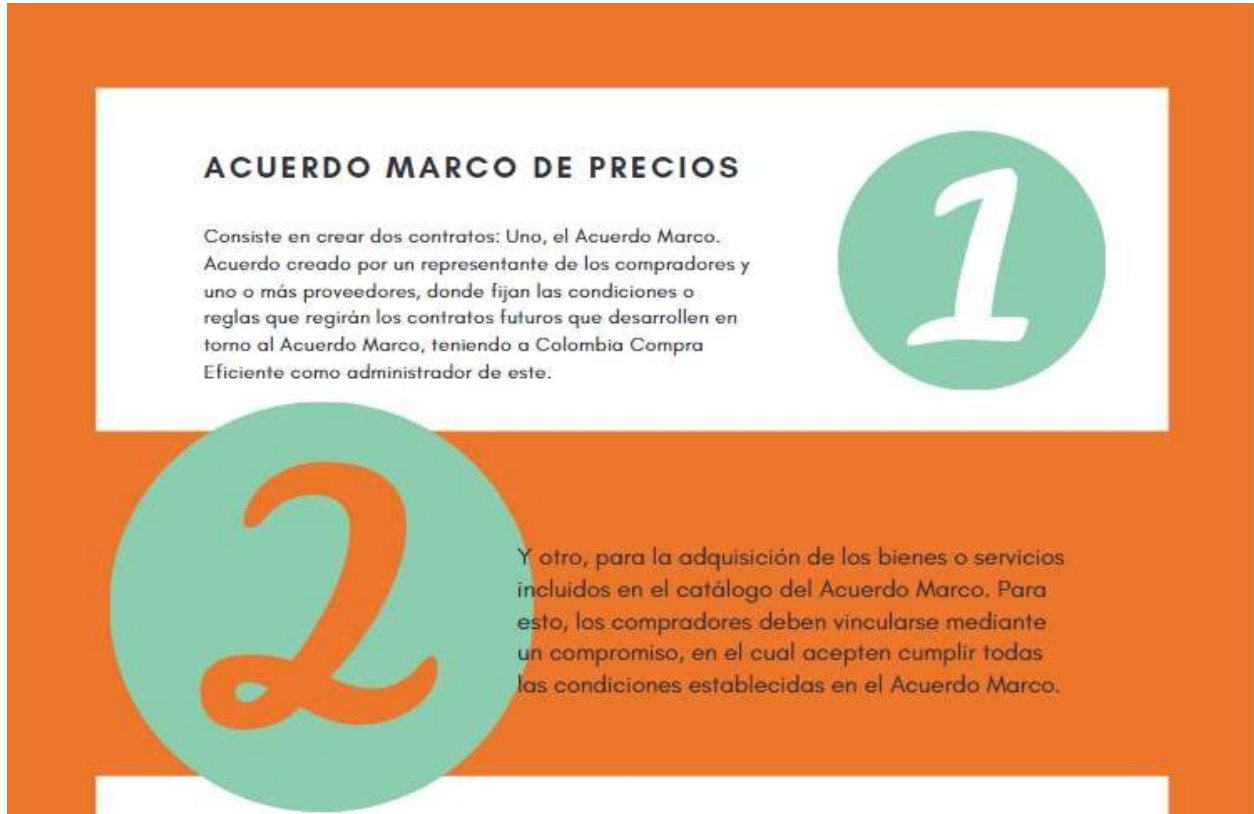 ACUERDO MARCO DE PRECIOS
1
Consiste en crear dos contratos: Uno, el Acuerdo Marco.
Acuerdo creado por un representante de los compradores y
uno o más proveedores, donde fijan las condiciones o
reglas que regirán los contratos futuros que desarrollen en
torno al Acuerdo Marco, teniendo a Colombia Compra
Eficiente como administrador de este.
2
Y otro, para la adquisición de los bienes o servicios
incluidos en el catálogo del Acuerdo Marco. Para
esto, los compradores deben vincularse mediante
un compromiso, en el cual acepten cumplir todas
las condiciones establecidas en el Acuerdo Marco.